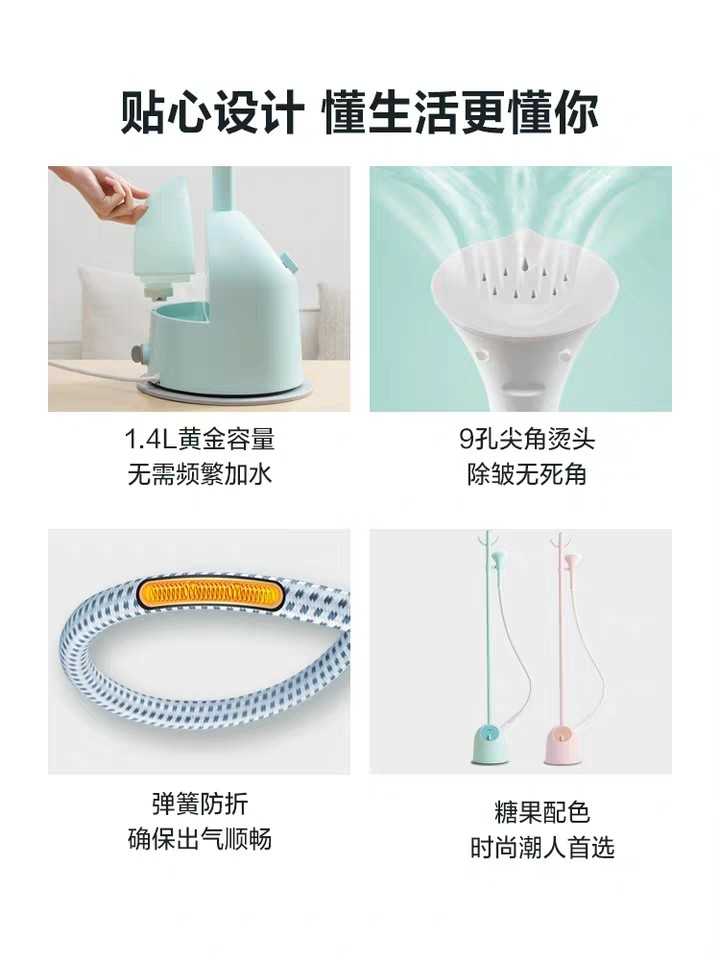 贴心设计 懂生活更懂你
1.4L黄金容量
无需频繁加水
9孔尖角烫头
除皱无死角
弹簧防折
确保出气顺畅
糖果配色
时尚潮人首选